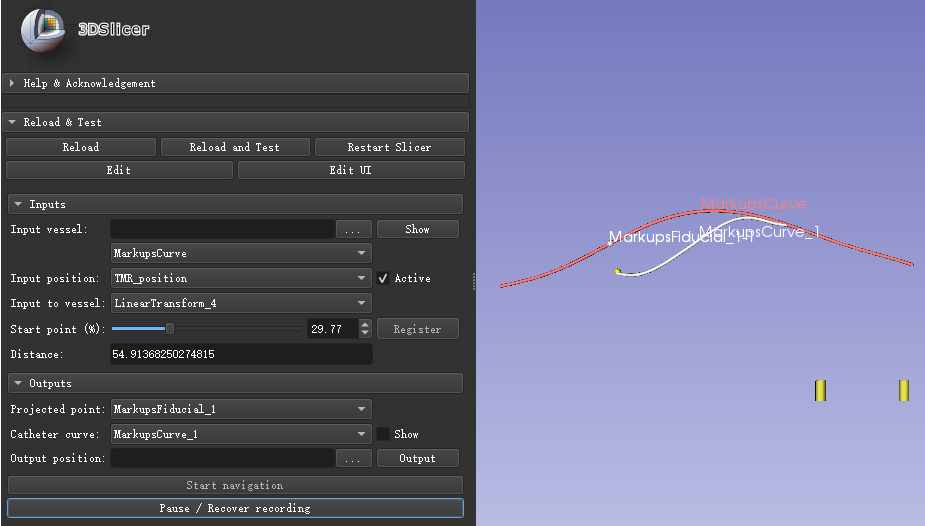 3DSlicer
Help & Acknowledgement
Reload & Test
Reload
Reload and Test
Restart Slicer
Edit
Edit UI
Inputs
Input vessel:
...
Show
MarkupsCurve
Input position:
TMR_position
Active
Input to vessel:
LinearTransform_4
Start point (%):
29.77
Register
Distance:
54.91368250274815
Outputs
Projected point:
MarkupsFiducial_1
Catheter curve:
MarkupsCurve_1
Show
Output position:
...
Output
Start navigation
Pause / Recover recording
MarkupsCurve
MarkupsCurve_1